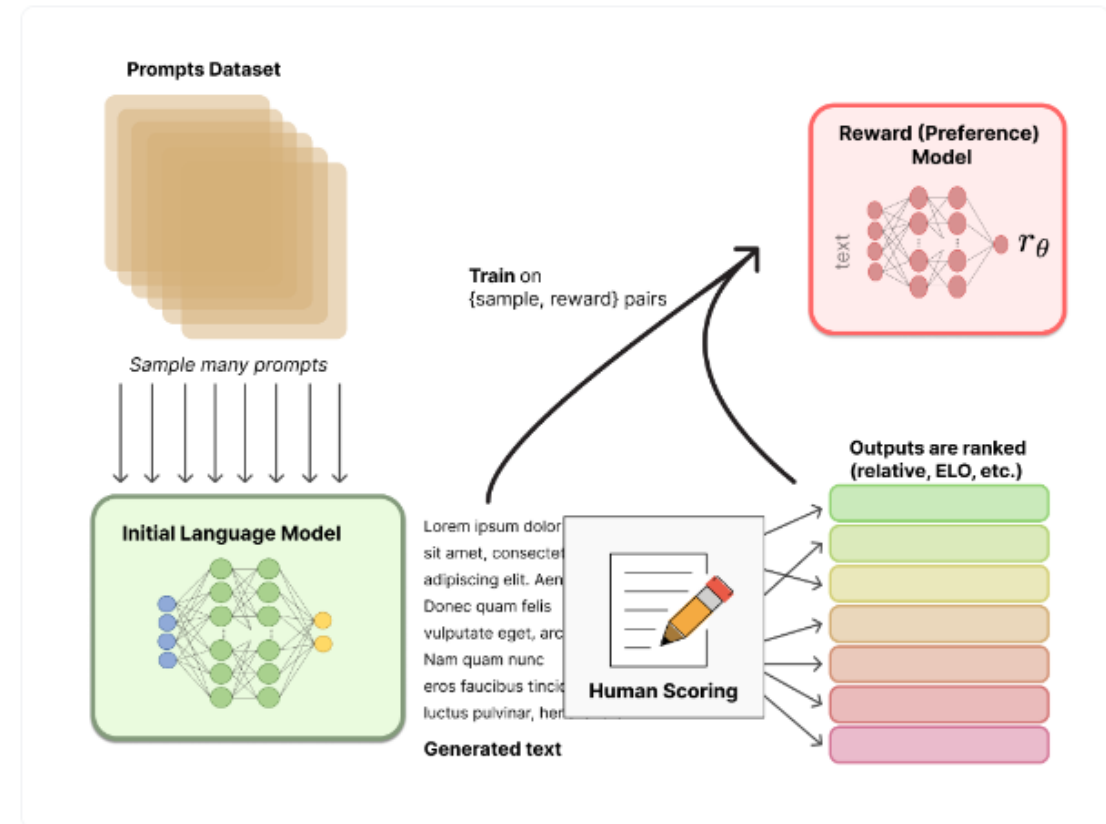 Prompts Dataset
Sample many prompts
Initial Language Model
Train on
{sample, reward} pairs
Reward (Preference)
Model
text
rθ
Lorem ipsum dolor
sit amet, consectet
adipiscing elit. Aen
Donec quam felis
vulputate eget, arc
Nam quam nunc
eros faucibus tincid
luctus pulvinar, hen
Generated text
Human Scoring
Outputs are ranked
(relative, ELO, etc.)